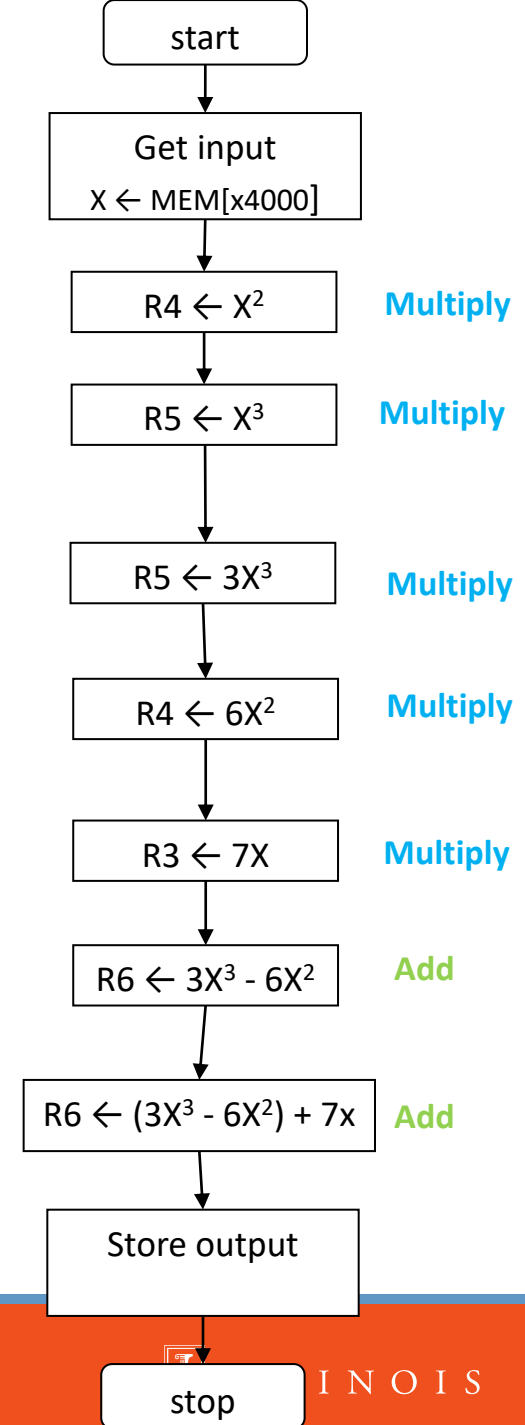 start
Get input
X ← MEM[x4000]
R4 ← X²
Multiply
R5 ← X³
Multiply
R5 ← 3X³
Multiply
R4 ← 6X²
Multiply
R3 ← 7X
Multiply
R6 ← 3X³ - 6X²
Add
R6 ← (3X³ - 6X²) + 7x
Add
Store output
I N O I S
stop